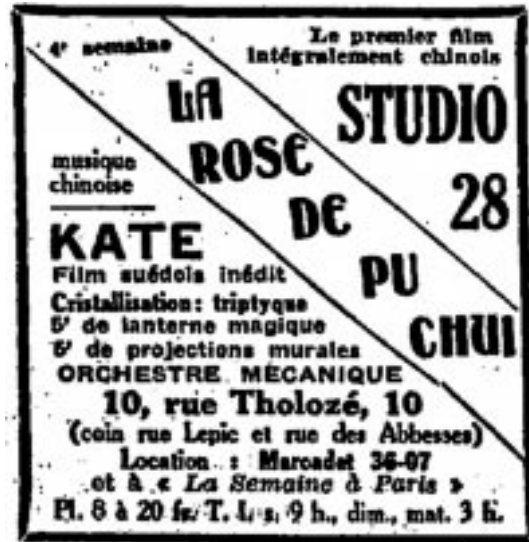 4e semaine
Le premier film
intégralement chinois
STUDIO
28
LA
ROSE
DE
PU
CHUI
musique
chinoise
KATE
Film suédois inédit
Cristallisation: triptyque
5' de lanterne magique
5' de projections murales
ORCHESTRE MÉCANIQUE
10, rue Tholozé, 10
(coin rue Lepic et rue des Abbesses)
Location : Marcadet 36-07
et à « La Semaine à Paris »
Pl. 8 à 20 fr. T. l. s. 9 h., dim., mat. 3 h.